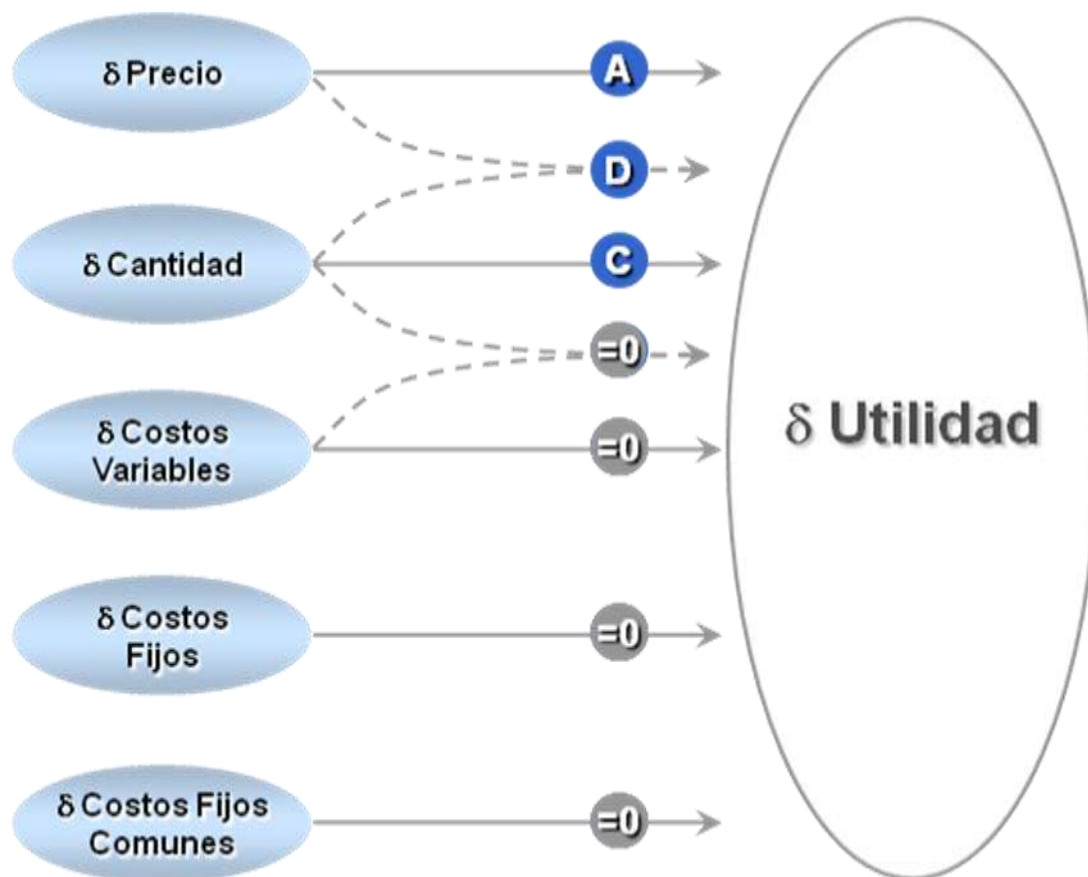 δ Precio
A
D
δ Cantidad
C
=0
δ Costos
Variables
=0
δ Utilidad
δ Costos
Fijos
=0
δ Costos Fijos
Comunes
=0